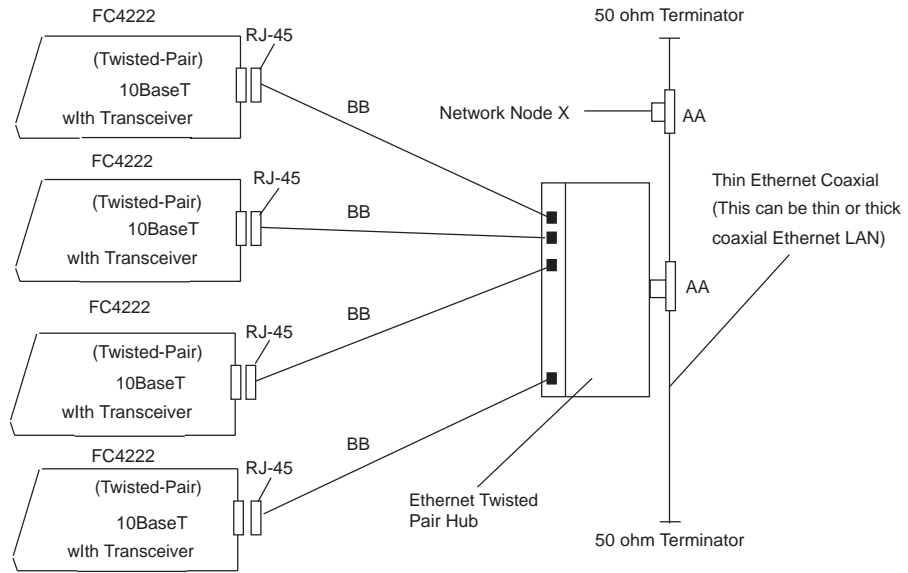 FC4222
RJ-45
(Twisted-Pair)
10BaseT
wIth Transceiver
BB
FC4222
RJ-45
(Twisted-Pair)
10BaseT
wIth Transceiver
BB
FC4222
RJ-45
(Twisted-Pair)
10BaseT
wIth Transceiver
BB
FC4222
RJ-45
(Twisted-Pair)
10BaseT
wIth Transceiver
BB
Ethernet Twisted
Pair Hub
50 ohm Terminator
Network Node X
AA
Thin Ethernet Coaxial
(This can be thin or thick
coaxial Ethernet LAN)
AA
50 ohm Terminator